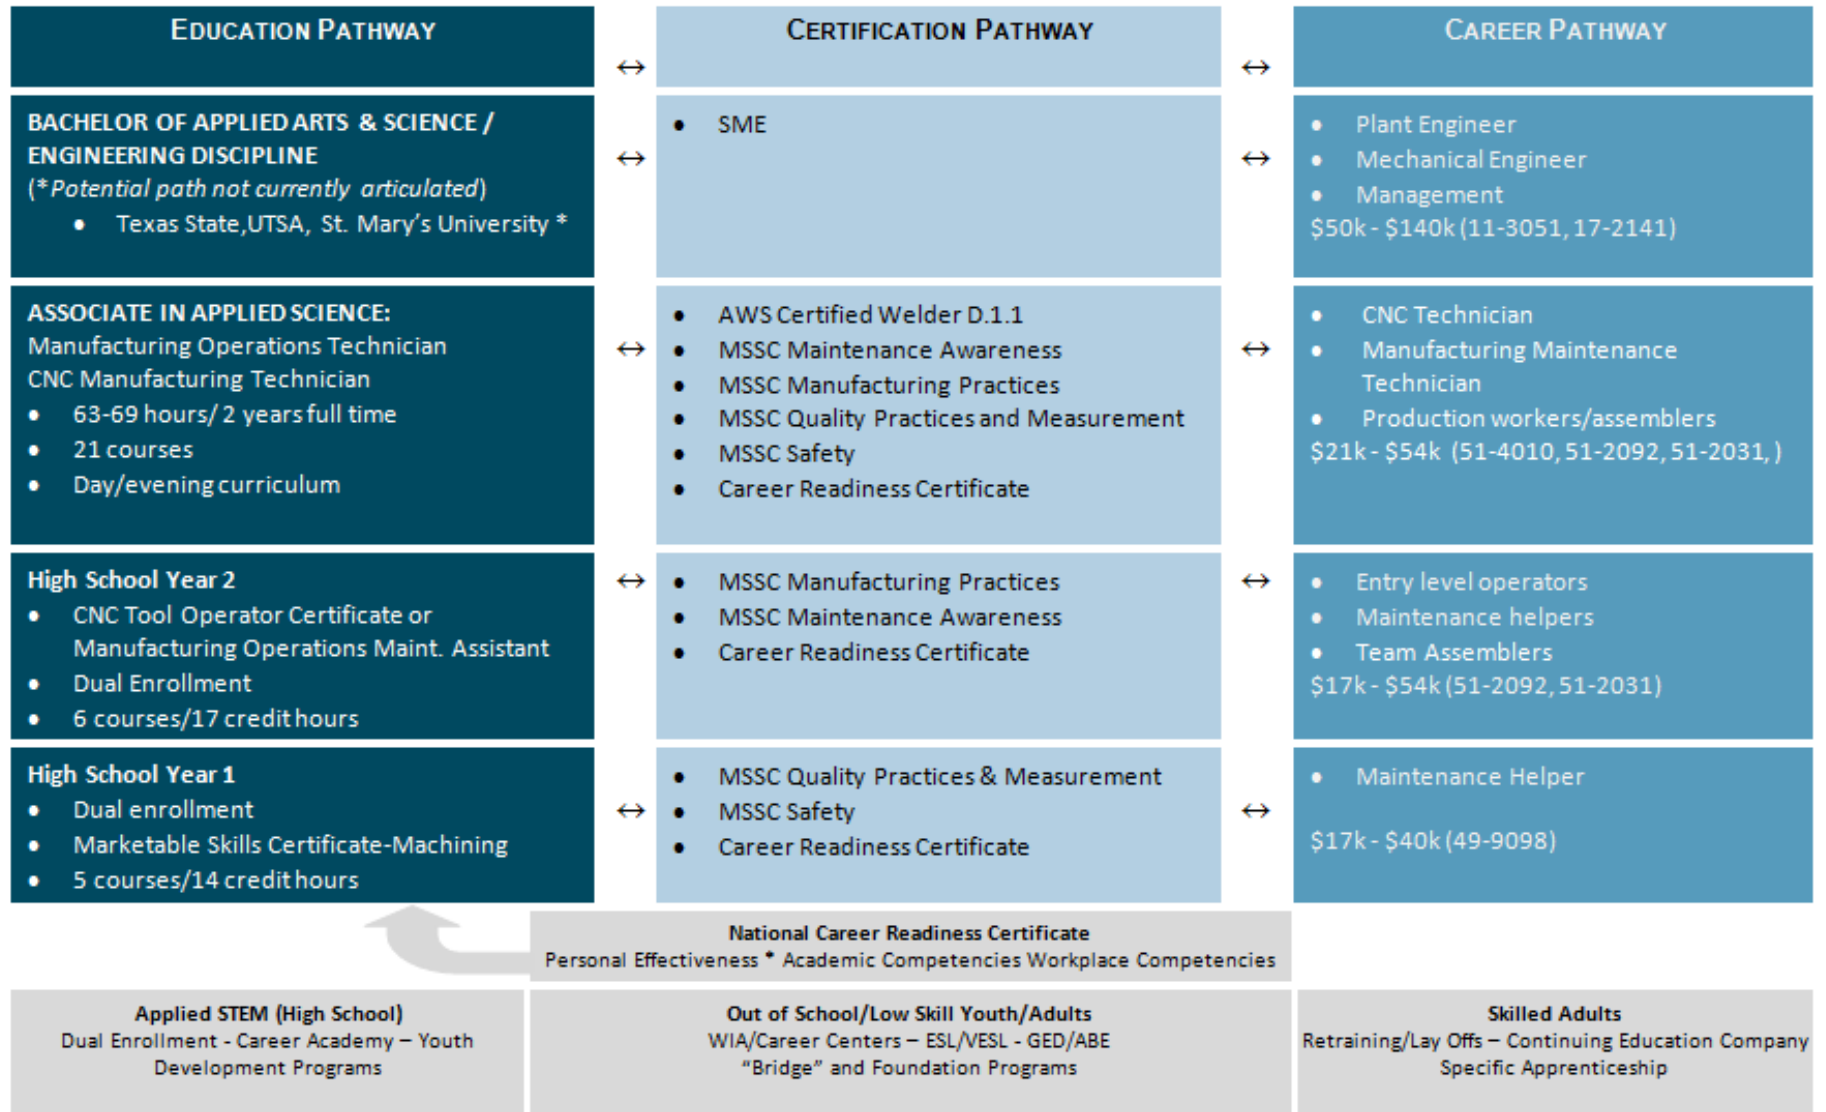 EDUCATION PATHWAY
↔
CERTIFICATION PATHWAY
↔
CAREER PATHWAY
BACHELOR OF APPLIED ARTS & SCIENCE /
ENGINEERING DISCIPLINE
(*Potential path not currently articulated)
• Texas State,UTSA, St. Mary's University *
↔
• SME
↔
• Plant Engineer
• Mechanical Engineer
• Management
$50k - $140k (11-3051, 17-2141)
ASSOCIATE IN APPLIED SCIENCE:
Manufacturing Operations Technician
CNC Manufacturing Technician
• 63-69 hours/ 2 years full time
• 21 courses
• Day/evening curriculum
↔
• AWS Certified Welder D.1.1
• MSSC Maintenance Awareness
• MSSC Manufacturing Practices
• MSSC Quality Practices and Measurement
• MSSC Safety
• Career Readiness Certificate
↔
• CNC Technician
• Manufacturing Maintenance
Technician
• Production workers/assemblers
$21k - $54k (51-4010, 51-2092, 51-2031, )
High School Year 2
• CNC Tool Operator Certificate or
Manufacturing Operations Maint. Assistant
• Dual Enrollment
• 6 courses/17 credit hours
↔
• MSSC Manufacturing Practices
• MSSC Maintenance Awareness
• Career Readiness Certificate
↔
• Entry level operators
• Maintenance helpers
• Team Assemblers
$17k - $54k (51-2092, 51-2031)
High School Year 1
• Dual enrollment
• Marketable Skills Certificate-Machining
• 5 courses/14 credit hours
↔
• MSSC Quality Practices & Measurement
• MSSC Safety
• Career Readiness Certificate
↔
• Maintenance Helper
$17k - $40k (49-9098)
National Career Readiness Certificate
Personal Effectiveness * Academic Competencies Workplace Competencies
Applied STEM (High School)
Dual Enrollment - Career Academy – Youth
Development Programs
Out of School/Low Skill Youth/Adults
WIA/Career Centers – ESL/VESL - GED/ABE
“Bridge” and Foundation Programs
Skilled Adults
Retraining/Lay Offs – Continuing Education Company
Specific Apprenticeship